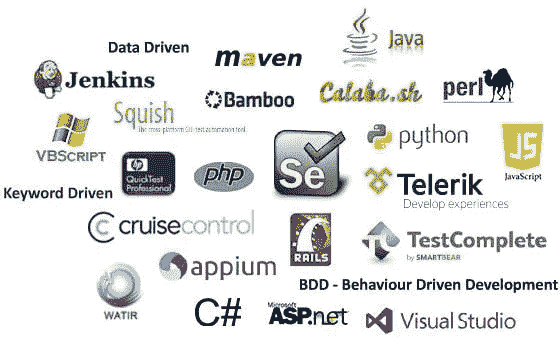 Data Driven
maven
Java
Jenkins
Squish
The cross-platform GUI test automation tool
Bamboo
Calaba.sh
perl
VBSCRIPT
hp
QuickTest
Professional
php
Se
python
JS
JavaScript
Keyword Driven
Telerik
Develop experiences
cruisecontrol
RAILS
TestComplete
by SMARTBEAR
appium
WATIR
BDD - Behaviour Driven Development
C#
Microsoft
ASP.net
Visual Studio